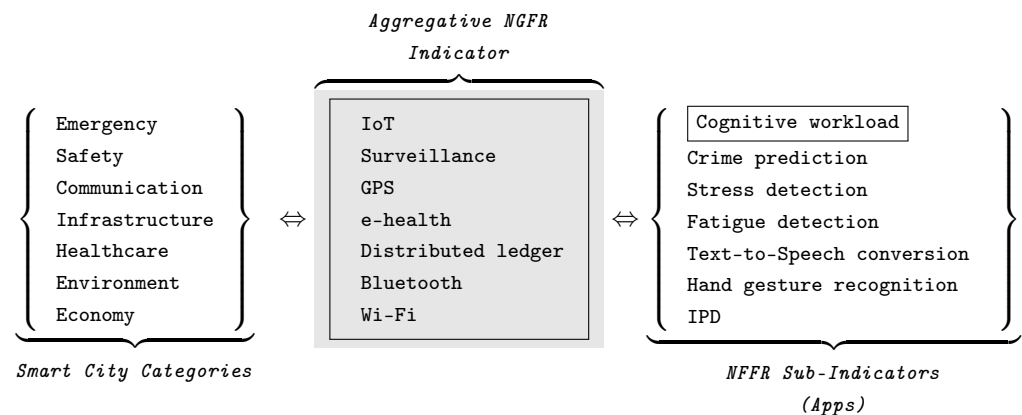 Aggregative NGFR
Indicator
Emergency
Safety
Communication
Infrastructure
Healthcare
Environment
Economy
Smart City Categories
⇔
IoT
Surveillance
GPS
e-health
Distributed ledger
Bluetooth
Wi-Fi
⇔
Cognitive workload
Crime prediction
Stress detection
Fatigue detection
Text-to-Speech conversion
Hand gesture recognition
IPD
NFFR Sub-Indicators
(Apps)